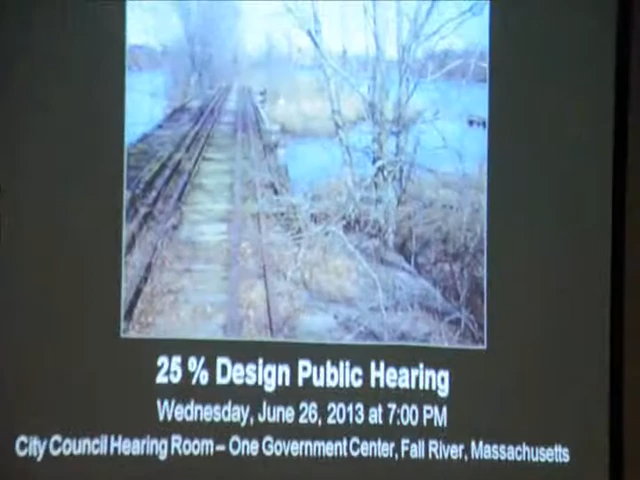 25 % Design Public Hearing
Wednesday, June 26, 2013 at 7:00 PM
City Council Hearing Room – One Government Center, Fall River, Massachusetts